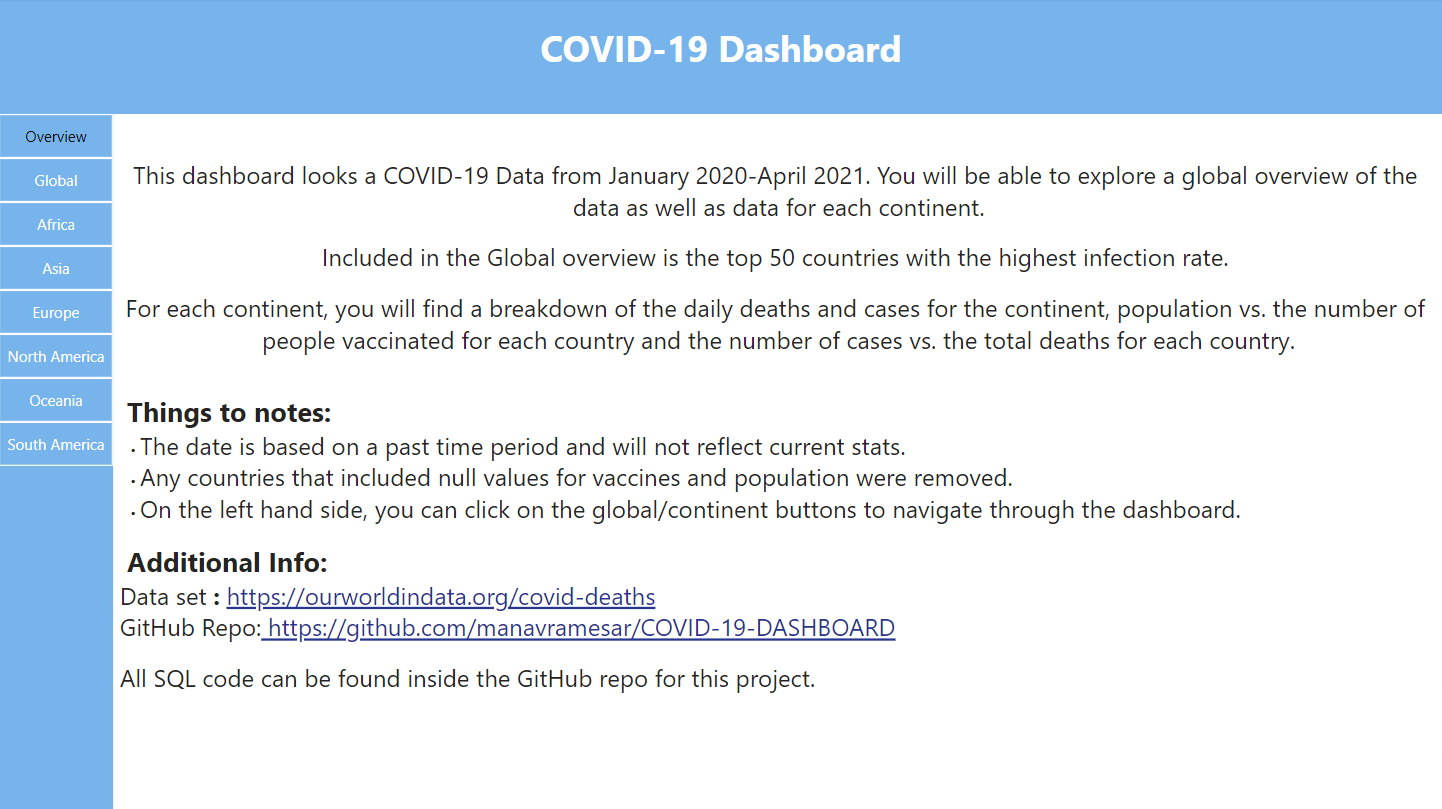 COVID-19 Dashboard
Overview
Global
Africa
Asia
Europe
North America
Oceania
South America
This dashboard looks a COVID-19 Data from January 2020-April 2021. You will be able to explore a global overview of the
data as well as data for each continent.
Included in the Global overview is the top 50 countries with the highest infection rate.
For each continent, you will find a breakdown of the daily deaths and cases for the continent, population vs. the number of
people vaccinated for each country and the number of cases vs. the total deaths for each country.
Things to notes:
• The date is based on a past time period and will not reflect current stats.
• Any countries that included null values for vaccines and population were removed.
• On the left hand side, you can click on the global/continent buttons to navigate through the dashboard.
Additional Info:
Data set : https://ourworldindata.org/covid-deaths
GitHub Repo: https://github.com/manavramesar/COVID-19-DASHBOARD
All SQL code can be found inside the GitHub repo for this project.